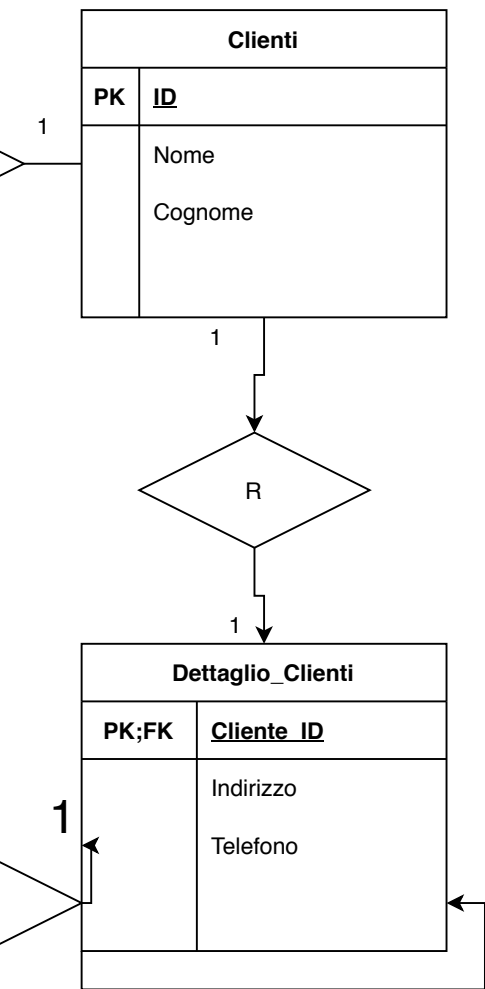 Clienti
PK ID
1
Nome
Cognome
1
R
1
Dettaglio_Clienti
PK;FK Cliente_ID
Indirizzo
1
Telefono